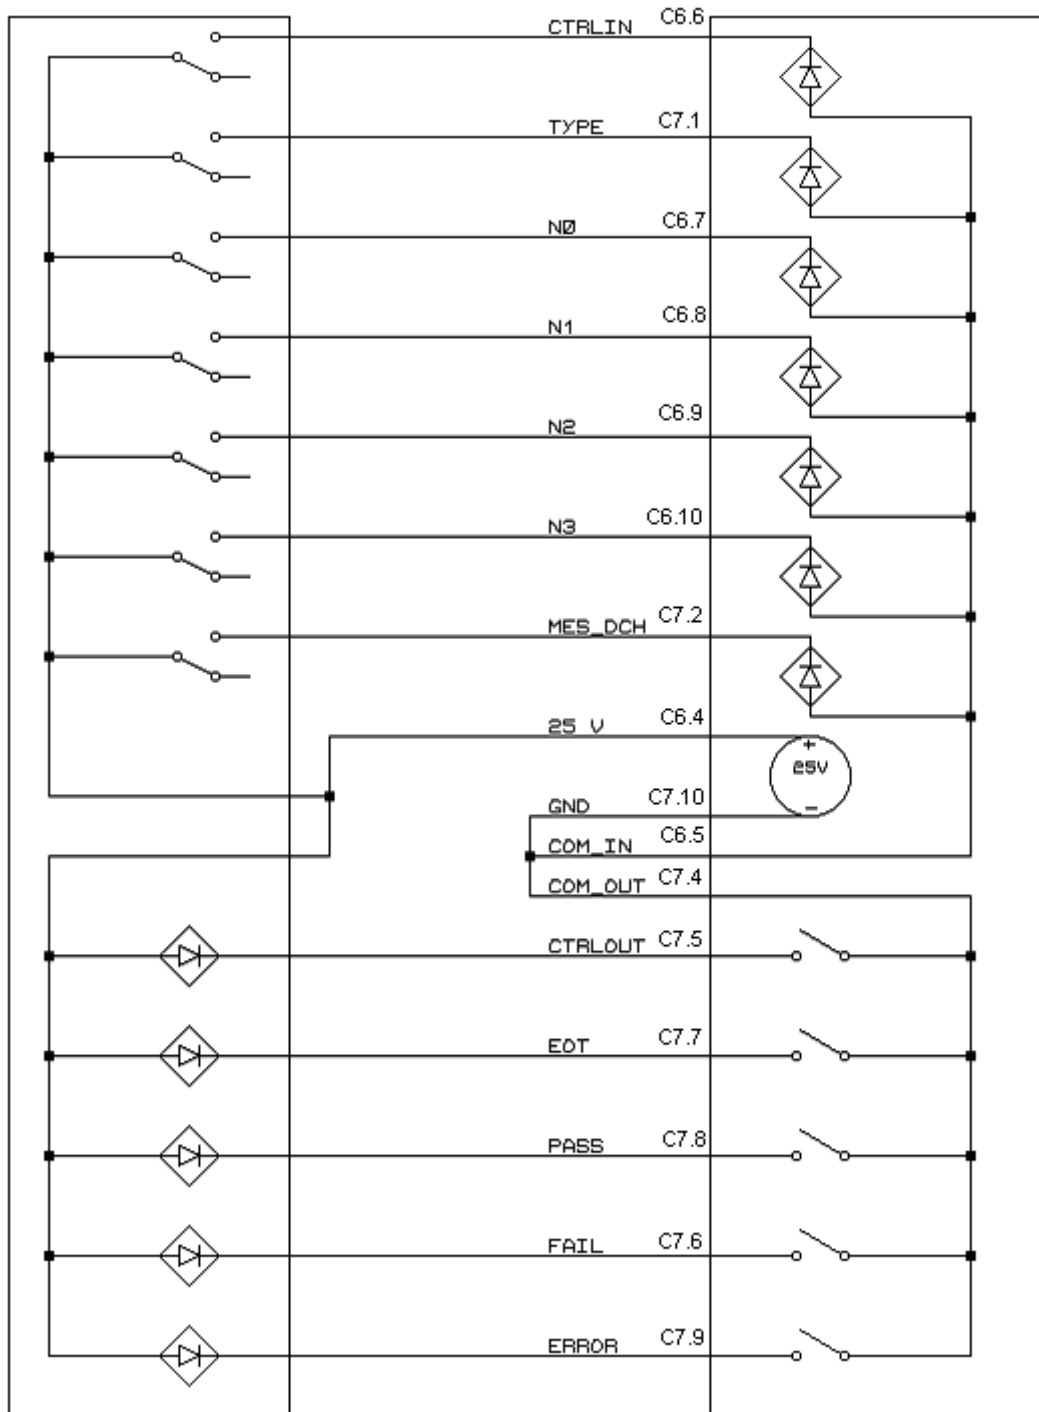 CTRLIN C6.6
TYPE C7.1
NØ C6.7
N1 C6.8
N2 C6.9
N3 C6.10
MES_DCH C7.2
25 V C6.4
+
25V
−
GND C7.10
COM_IN C6.5
COM_OUT C7.4
CTRLOUT C7.5
EOT C7.7
PASS C7.8
FAIL C7.6
ERROR C7.9